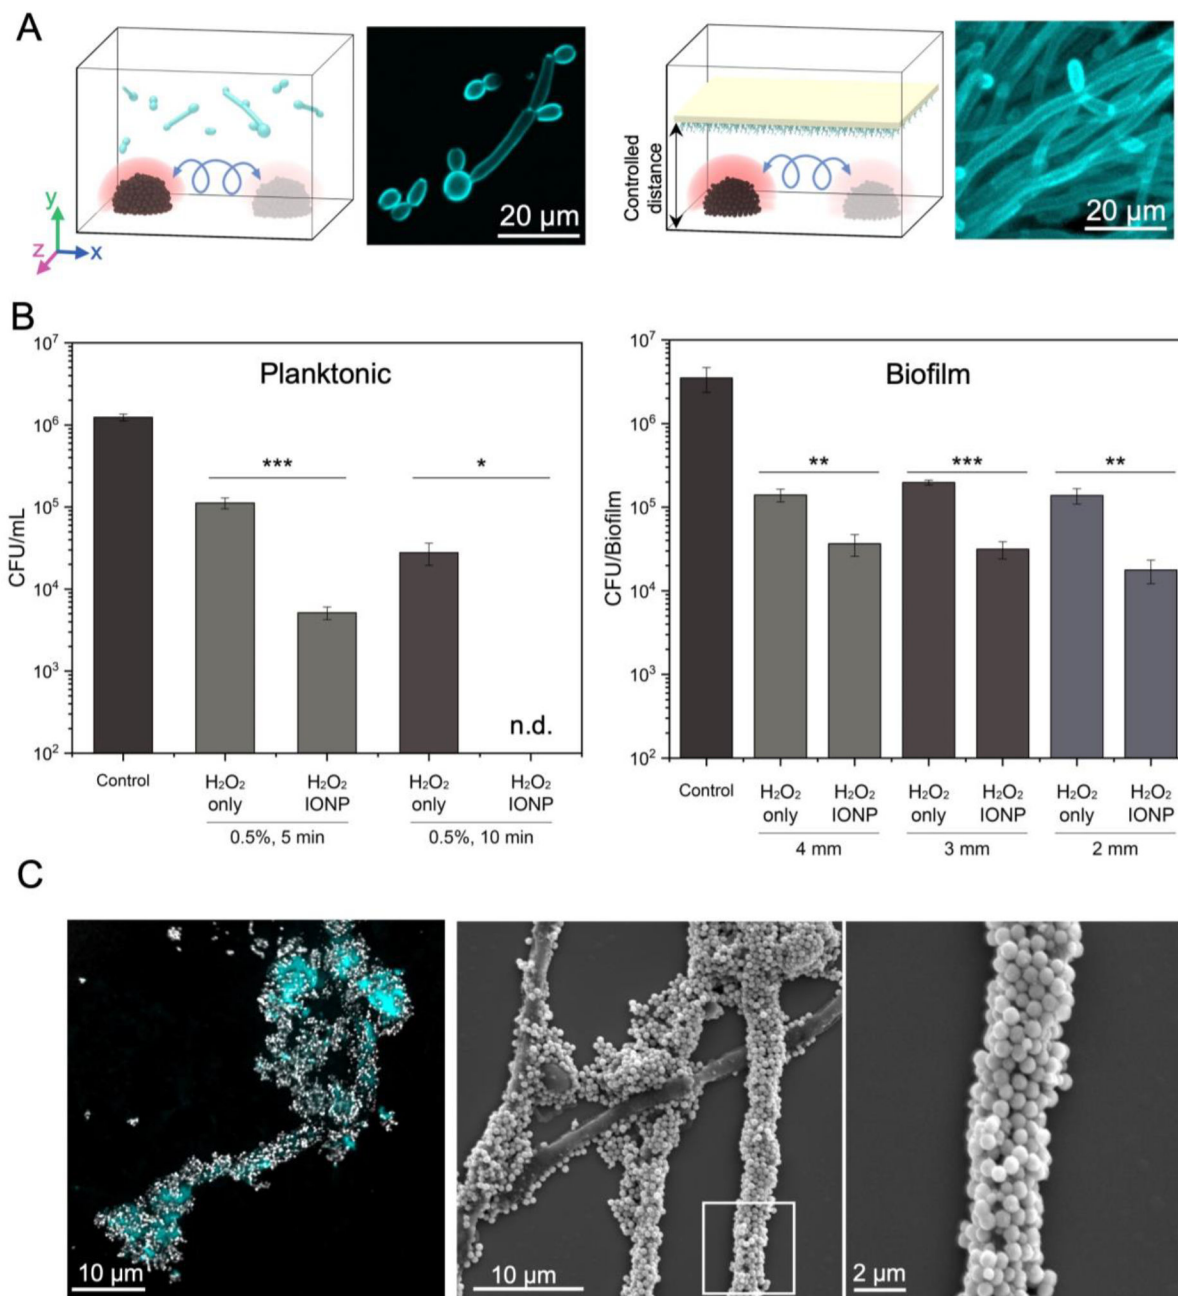 A
y
z
x
20 µm
Controlled
distance
20 µm
B
Planktonic
CFU/mL
10⁷
10⁶
10⁵
10⁴
10³
10²
***
*
n.d.
Control
H₂O₂
only
H₂O₂
IONP
H₂O₂
only
H₂O₂
IONP
0.5%, 5 min
0.5%, 10 min
Biofilm
CFU/Biofilm
10⁷
10⁶
10⁵
10⁴
10³
10²
**
***
**
Control
H₂O₂
only
H₂O₂
IONP
H₂O₂
only
H₂O₂
IONP
H₂O₂
only
H₂O₂
IONP
4 mm
3 mm
2 mm
C
10 µm
10 µm
2 µm